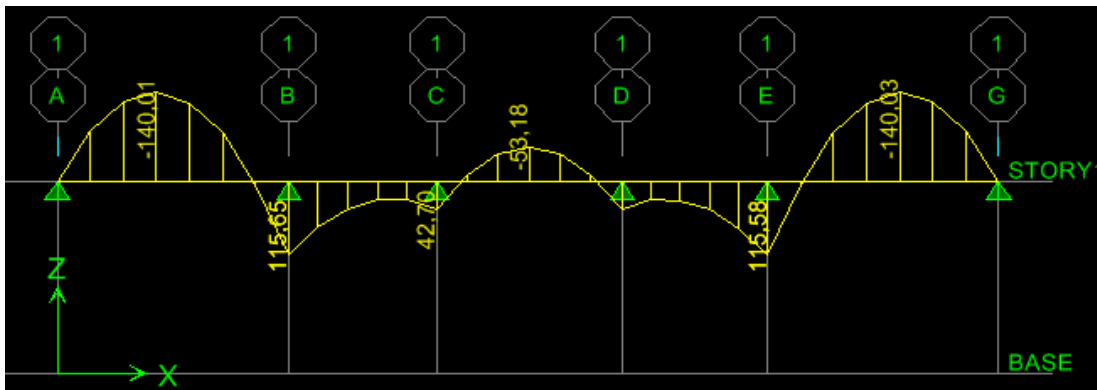 1 1 1 1 1 1
A B C D E G
-140,01
-53,18
-140,03
STORY1
115,65
42,70
115,58
Z
X
BASE